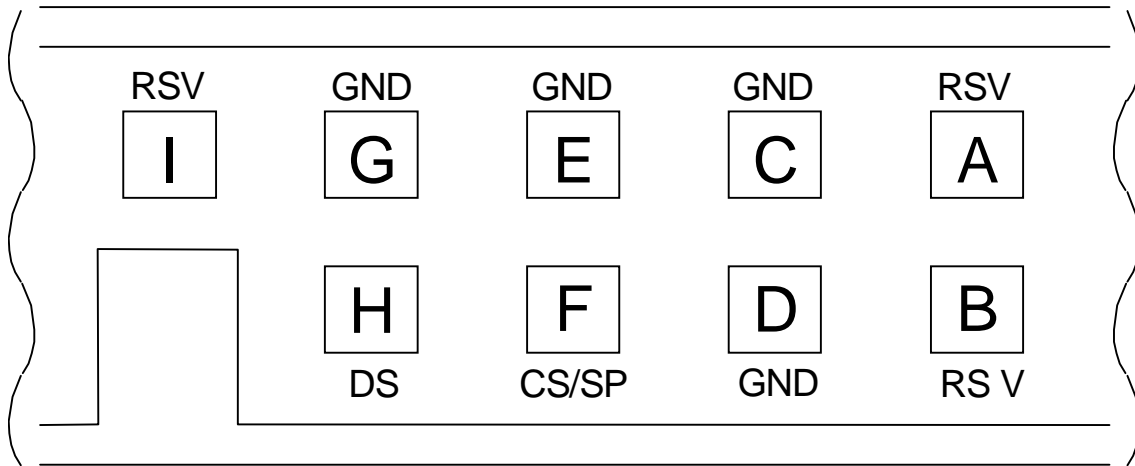 RSV GND GND GND RSV
I G E C A
H F D B
DS CS/SP GND RS V